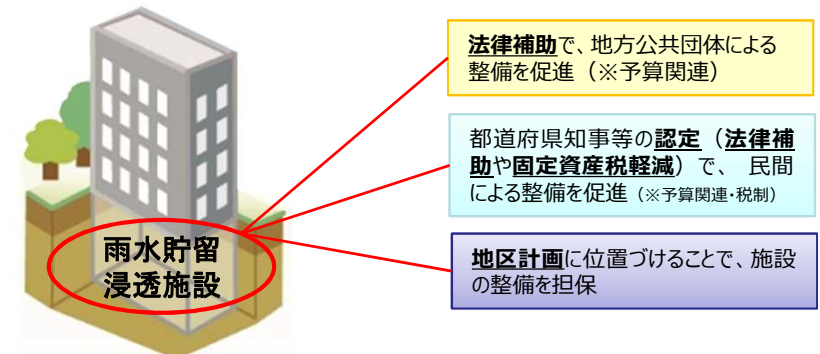 法律補助で、地方公共団体による
整備を促進（※予算関連）
都道府県知事等の認定（法律補
助や固定資産税軽減）で、 民間
による整備を促進（※予算関連・税制）
雨水貯留
浸透施設
地区計画に位置づけることで、施設
の整備を担保